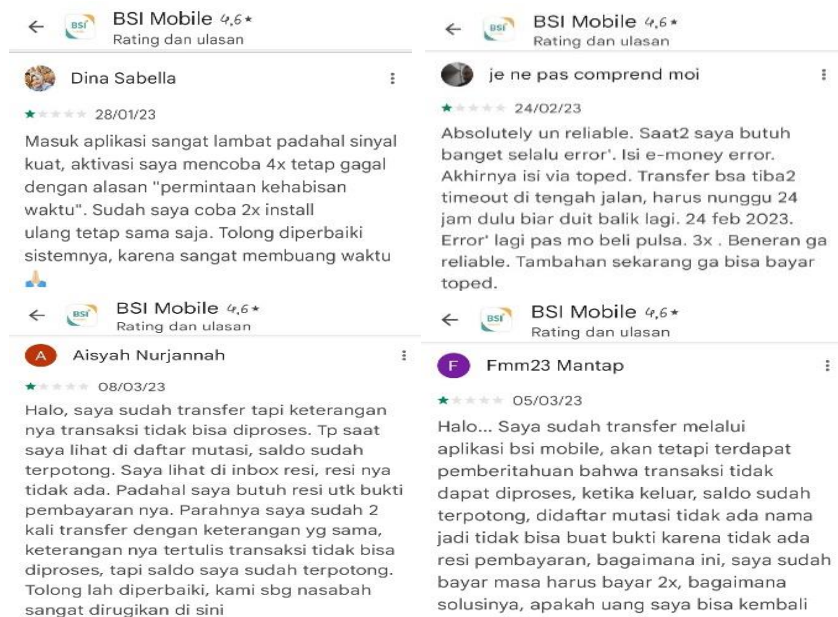 BSI Mobile 4,6★
Rating dan ulasan
BSI
Dina Sabella
28/01/23
Masuk aplikasi sangat lambat padahal sinyal
kuat, aktivasi saya mencoba 4x tetap gagal
dengan alasan "permintaan kehabisan
waktu". Sudah saya coba 2x install
ulang tetap sama saja. Tolong diperbaiki
sistemnya, karena sangat membuang waktu
BSI Mobile 4,6★
Rating dan ulasan
BSI
je ne pas comprend moi
24/02/23
Absolutely un reliable. Saat2 saya butuh
banget selalu error'. Isi e-money error.
Akhirnya isi via toped. Transfer bsa tiba2
timeout di tengah jalan, harus nunggu 24
jam dulu biar duit balik lagi. 24 feb 2023.
Error' lagi pas mo beli pulsa. 3x . Beneran ga
reliable. Tambahan sekarang ga bisa bayar
toped.
BSI Mobile 4,6★
Rating dan ulasan
BSI
A
Aisyah Nurjannah
08/03/23
Halo, saya sudah transfer tapi keterangan
nya transaksi tidak bisa diproses. Tp saat
saya lihat di daftar mutasi, saldo sudah
terpotong. Saya lihat di inbox resi, resi nya
tidak ada. Padahal saya butuh resi utk bukti
pembayaran nya. Parahnya saya sudah 2
kali transfer dengan keterangan yg sama,
keterangan nya tertulis transaksi tidak bisa
diproses, tapi saldo saya sudah terpotong.
Tolong lah diperbaiki, kami sbg nasabah
sangat dirugikan di sini
BSI Mobile 4,6★
Rating dan ulasan
BSI
F
Fmm23 Mantap
05/03/23
Halo... Saya sudah transfer melalui
aplikasi bsi mobile, akan tetapi terdapat
pemberitahuan bahwa transaksi tidak
dapat diproses, ketika keluar, saldo sudah
terpotong, didaftar mutasi tidak ada nama
jadi tidak bisa buat bukti karena tidak ada
resi pembayaran, bagaimana ini, saya sudah
bayar masa harus bayar 2x, bagaimana
solusinya, apakah uang saya bisa kembali